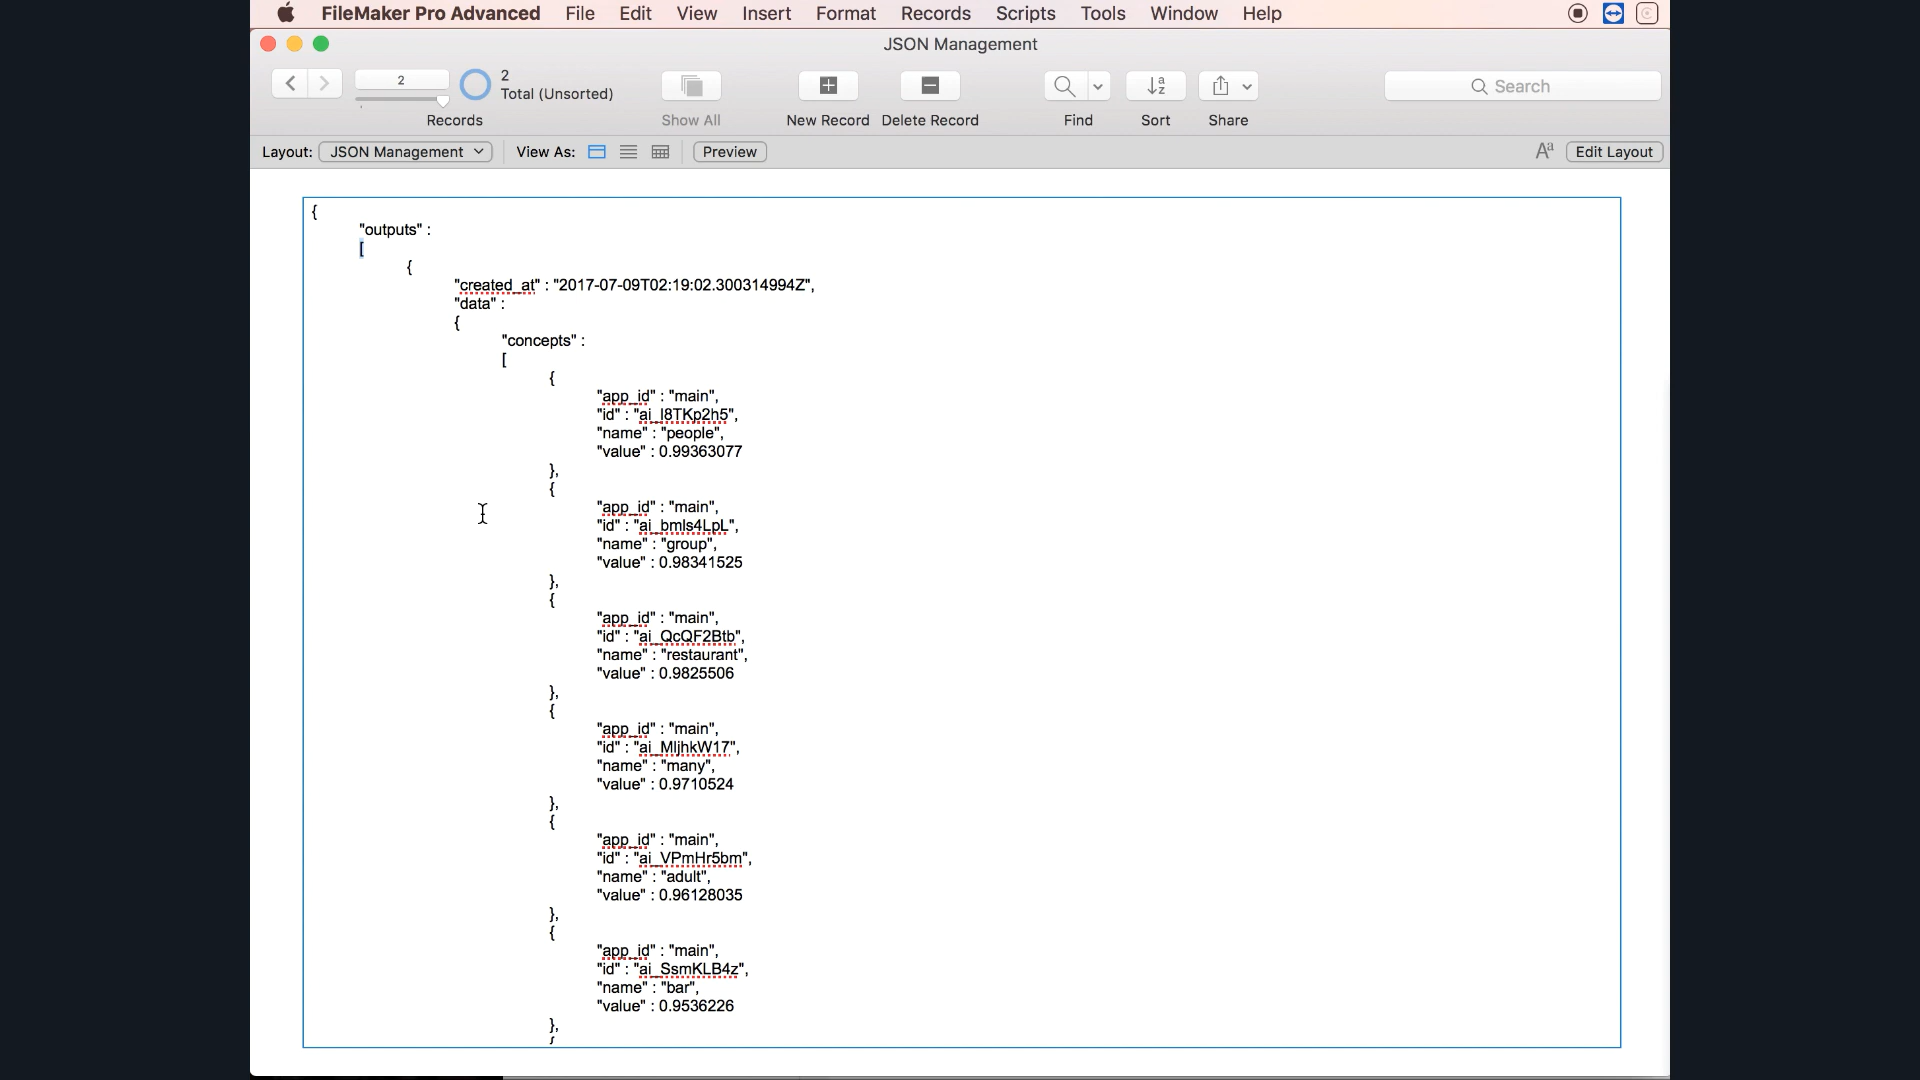 FileMaker Pro Advanced File Edit View Insert Format Records Scripts Tools Window Help
JSON Management
2
2
Total (Unsorted)
Records
Show All
New Record
Delete Record
Find
Sort
Share
Search
Layout: JSON Management View As: Preview Aa Edit Layout
{
"outputs" :
[
{
"created_at" : "2017-07-09T02:19:02.300314994Z",
"data" :
{
"concepts" :
[
{
"app_id" : "main",
"id" : "ai_l8TKp2h5",
"name" : "people",
"value" : 0.99363077
},
{
"app_id" : "main",
"id" : "ai_bmls4LpL",
"name" : "group",
"value" : 0.98341525
},
{
"app_id" : "main",
"id" : "ai_QcQF2Btb",
"name" : "restaurant",
"value" : 0.9825506
},
{
"app_id" : "main",
"id" : "ai_MljhkW17",
"name" : "many",
"value" : 0.9710524
},
{
"app_id" : "main",
"id" : "ai_VPmHr5bm",
"name" : "adult",
"value" : 0.96128035
},
{
"app_id" : "main",
"id" : "ai_SsmKLB4z",
"name" : "bar",
"value" : 0.9536226
},
{